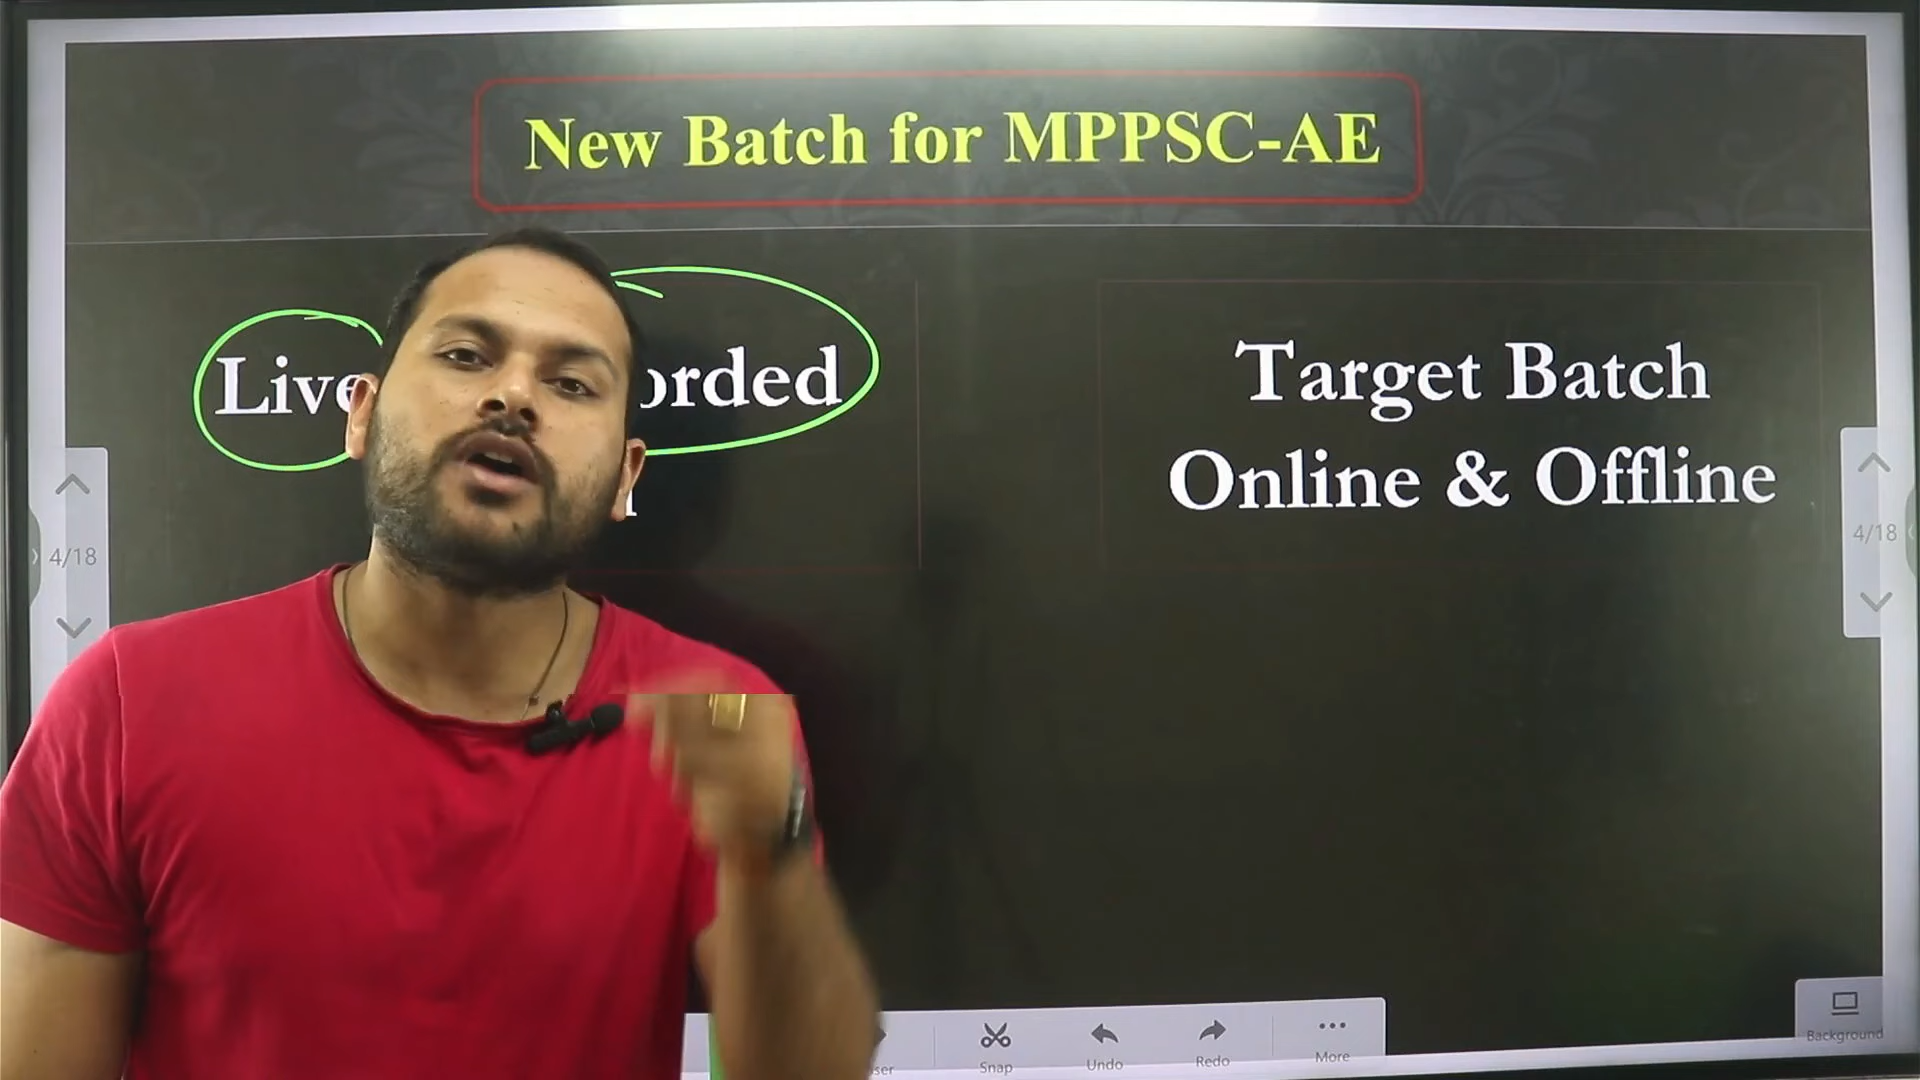 New Batch for MPPSC-AE
Live
Target Batch
Online & Offline
4/18
4/18
Snap
Undo
Redo
More
Background